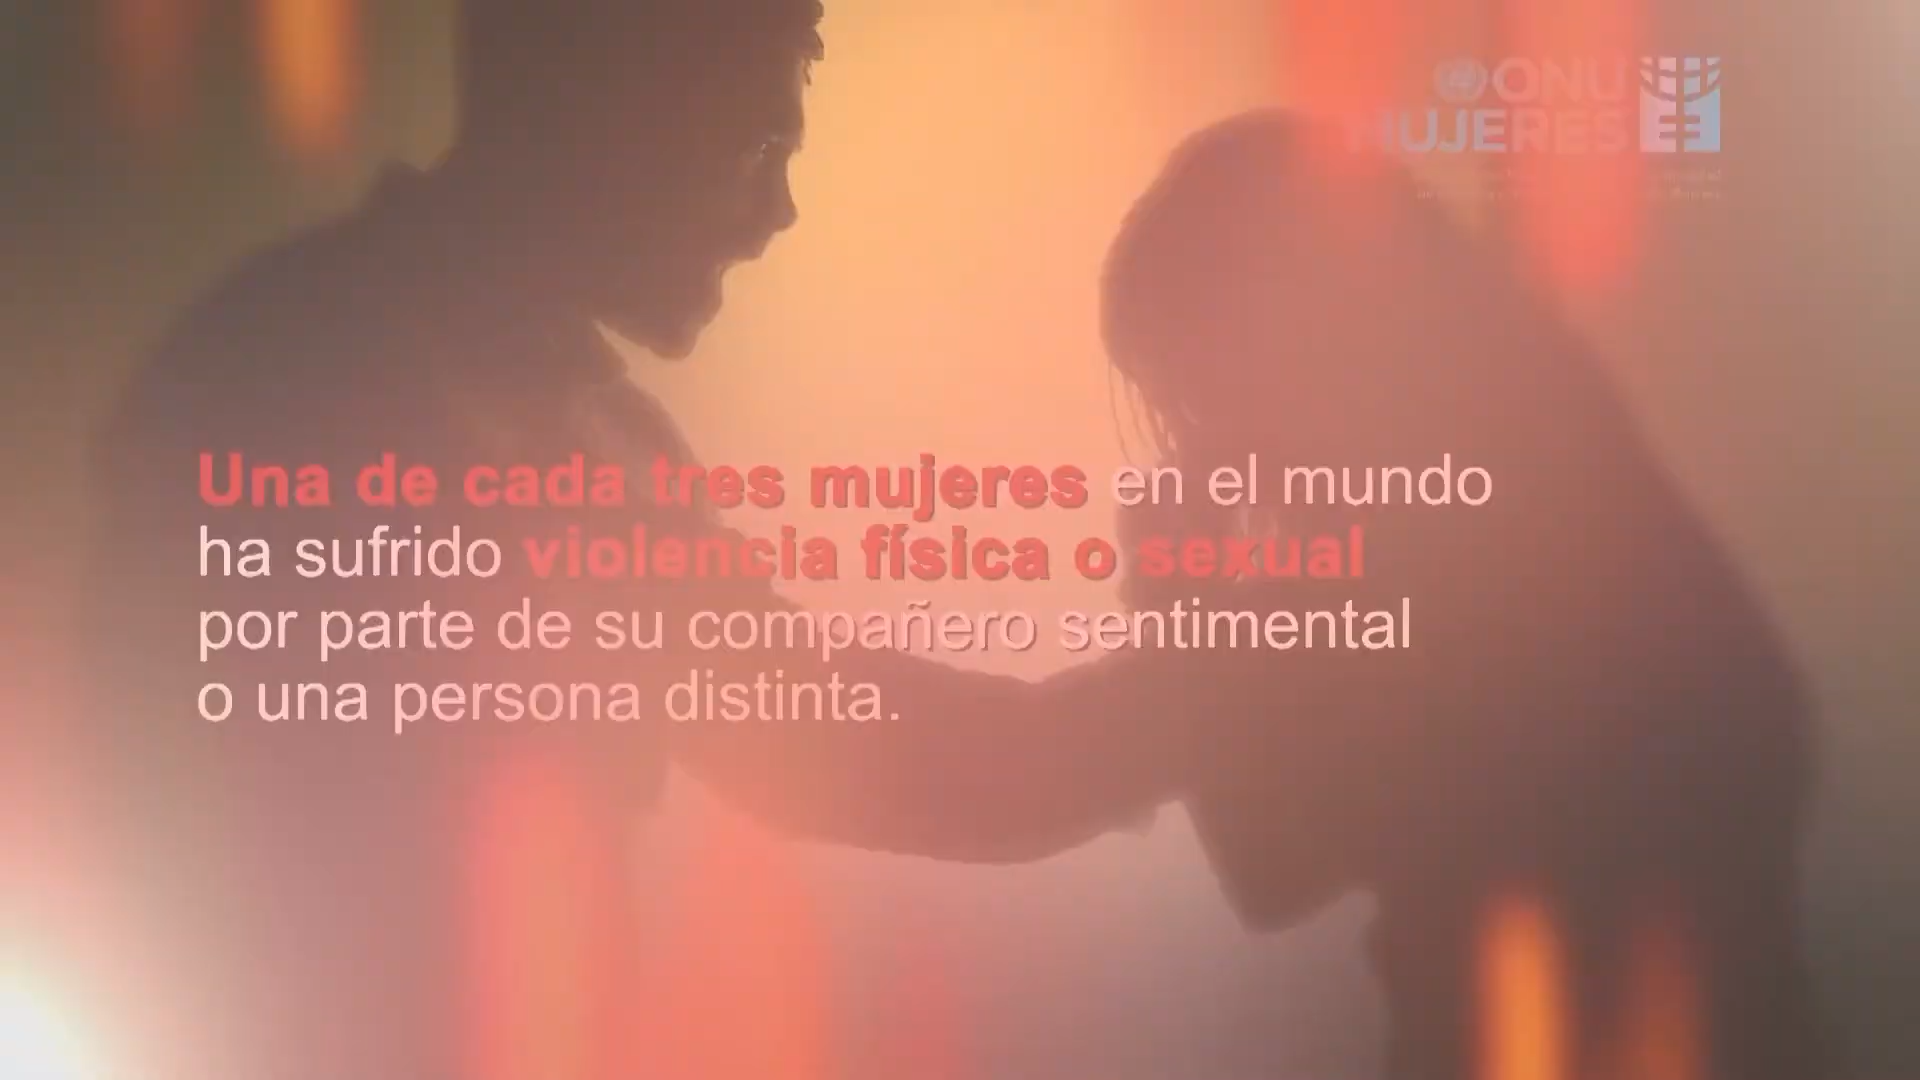 ONU
MUJERES
Una de cada tres mujeres en el mundo
ha sufrido violencia física o sexual
por parte de su compañero sentimental
o una persona distinta.